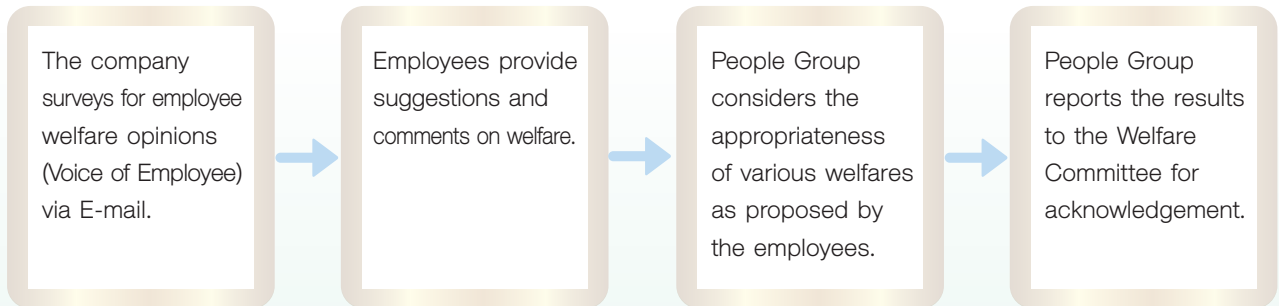 The company
surveys for employee
welfare opinions
(Voice of Employee)
via E-mail.
Employees provide
suggestions and
comments on welfare.
People Group
considers the
appropriateness
of various welfares
as proposed by
the employees.
People Group
reports the results
to the Welfare
Committee for
acknowledgement.